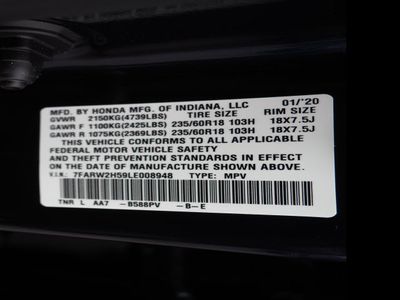 MFD. BY HONDA MFG. OF INDIANA, LLC 01/'20
GVWR 2150KG(4739LBS) TIRE SIZE RIM SIZE
GAWR F 1100KG(2425LBS) 235/60R18 103H 18X7.5J
GAWR R 1075KG(2369LBS) 235/60R18 103H 18X7.5J
THIS VEHICLE CONFORMS TO ALL APPLICABLE
FEDERAL MOTOR VEHICLE SAFETY
AND THEFT PREVENTION STANDARDS IN EFFECT
ON THE DATE OF MANUFACTURE SHOWN ABOVE.
V.I.N. 7FARW2H59LE008948 TYPE: MPV
TNR L AA7 -B588PV -B-E